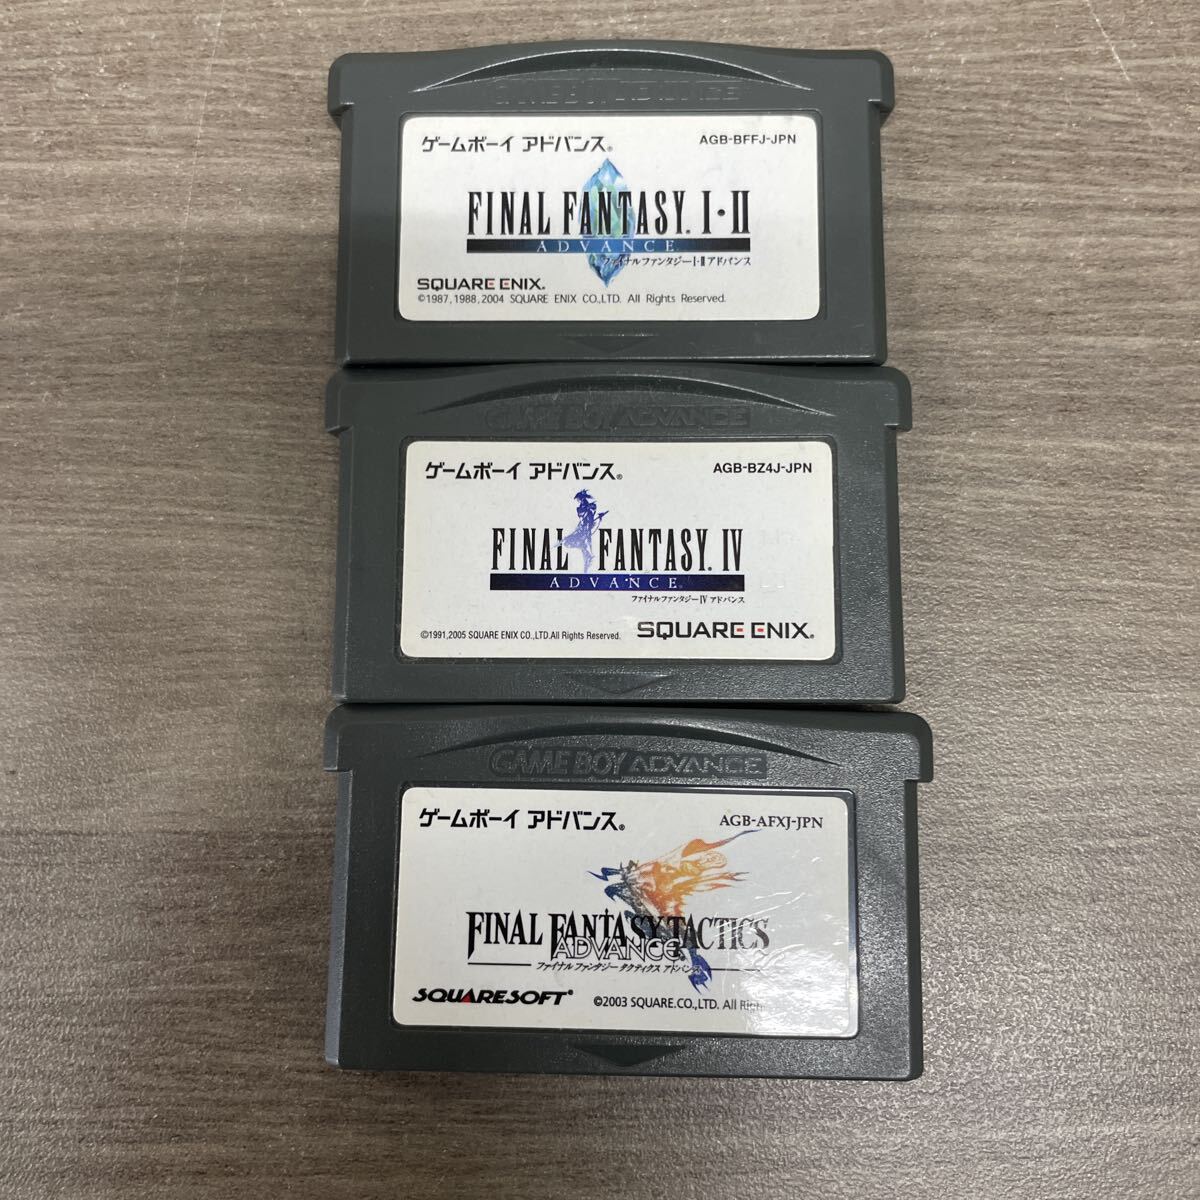 GAME BOY ADVANCE
ゲームボーイ アドバンス®
AGB-BFFJ-JPN
FINAL FANTASY. I・II
ADVANCE
ファイナルファンタジーI・II アドバンス
SQUARE ENIX.
©1987, 1988, 2004 SQUARE ENIX CO.,LTD. All Rights Reserved.
GAME BOY ADVANCE
ゲームボーイ アドバンス®
AGB-BZ4J-JPN
FINAL FANTASY. IV
ADVANCE
ファイナルファンタジーIV アドバンス
©1991,2005 SQUARE ENIX CO.,LTD.All Rights Reserved.
SQUARE ENIX.
GAME BOY ADVANCE
ゲームボーイ アドバンス®
AGB-AFXJ-JPN
FINAL FANTASY TACTICS
ADVANCE
ファイナルファンタジータクティクス アドバンス
SQUARESOFT®
©2003 SQUARE.CO.,LTD. All